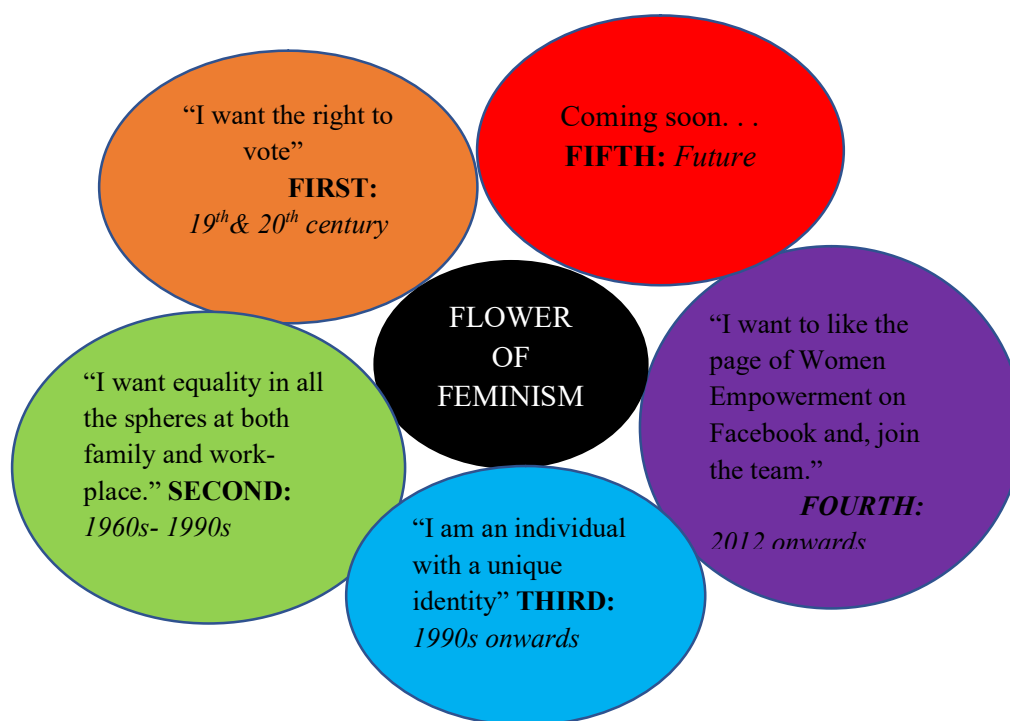 “I want the right to
vote”
FIRST:
19th& 20th century
Coming soon. . .
FIFTH: Future
FLOWER
OF
FEMINISM
“I want to like the
page of Women
Empowerment on
Facebook and, join
the team.”
FOURTH:
2012 onwards
“I want equality in all
the spheres at both
family and work-
place.” SECOND:
1960s- 1990s
“I am an individual
with a unique
identity” THIRD:
1990s onwards